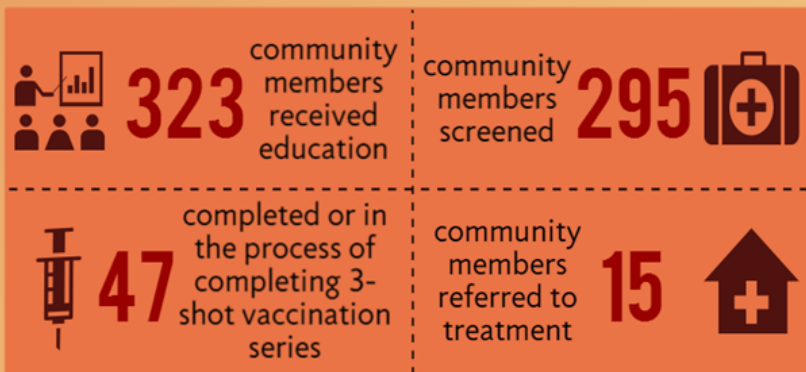 323
community
members
received
education
community
members
screened
295
47
completed or in
the process of
completing 3-
shot vaccination
series
community
members
referred to
treatment
15